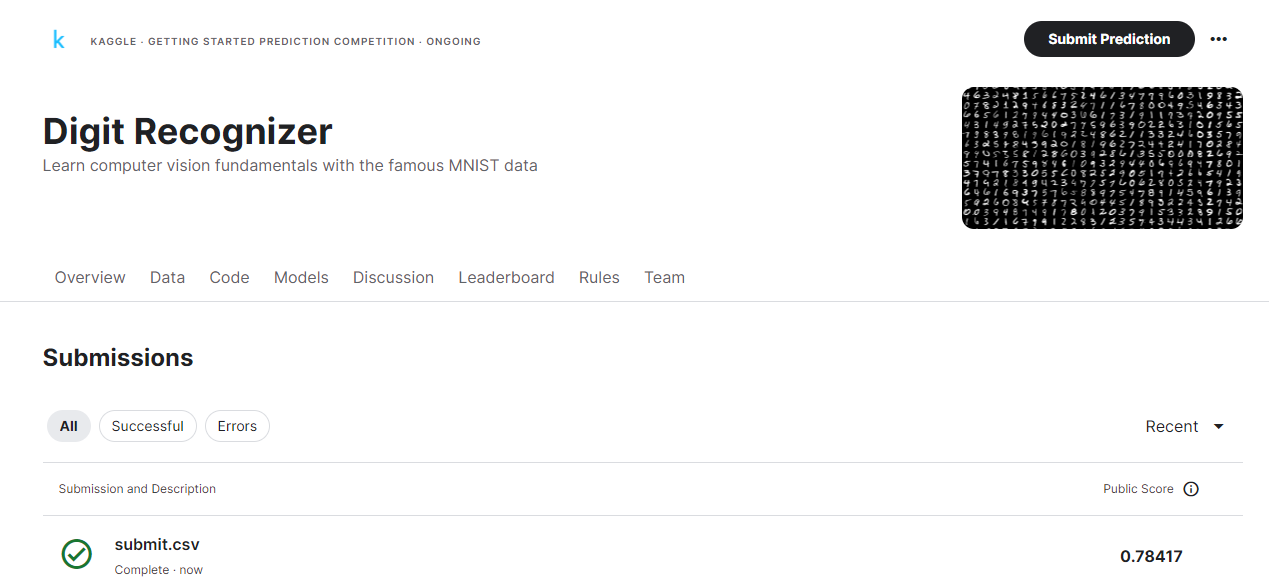 k KAGGLE · GETTING STARTED PREDICTION COMPETITION · ONGOING
Submit Prediction
Digit Recognizer
Learn computer vision fundamentals with the famous MNIST data
Overview Data Code Models Discussion Leaderboard Rules Team
Submissions
All Successful Errors Recent
Submission and Description Public Score
submit.csv
Complete · now
0.78417